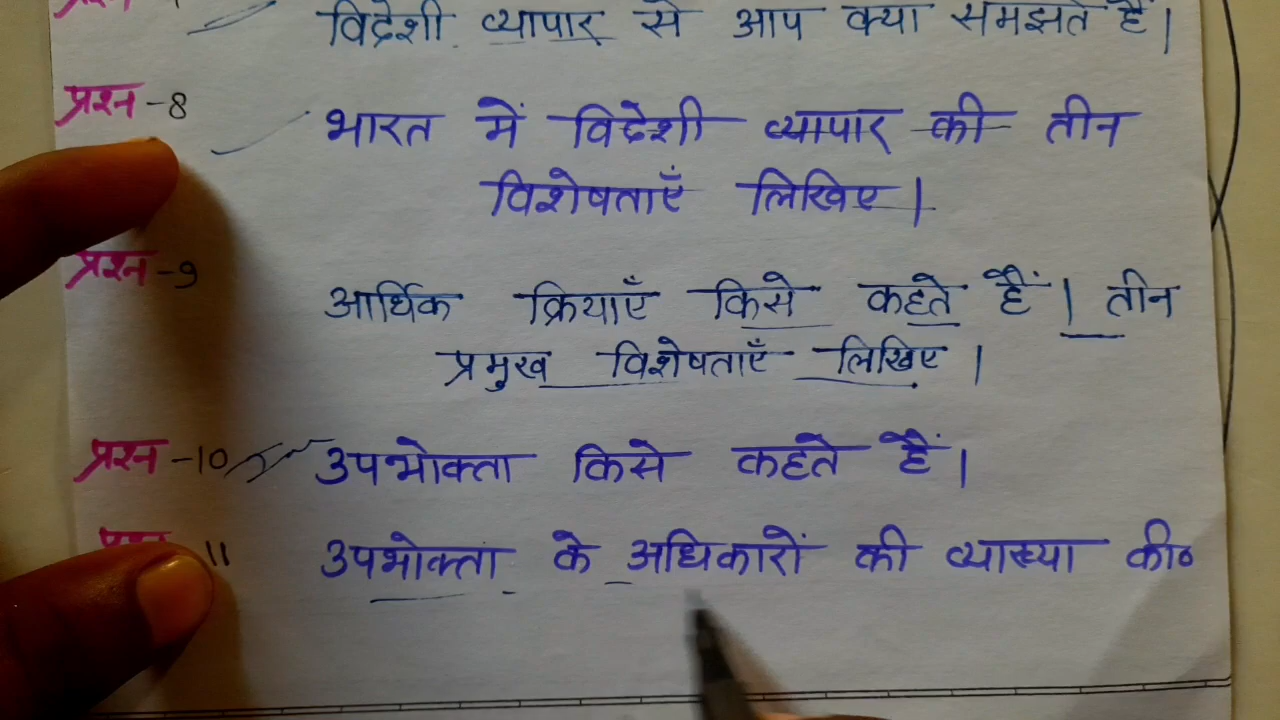 विदेशी व्यापार से आप क्या समझते हैं।
प्रश्न -8 भारत में विदेशी व्यापार की तीन
विशेषताएँ लिखिए।
प्रश्न -9 आर्थिक क्रियाएँ किसे कहते हैं। तीन
प्रमुख विशेषताएँ लिखिए।
प्रश्न -10 उपभोक्ता किसे कहते हैं।
11 उपभोक्ता के अधिकारों की व्याख्या की०